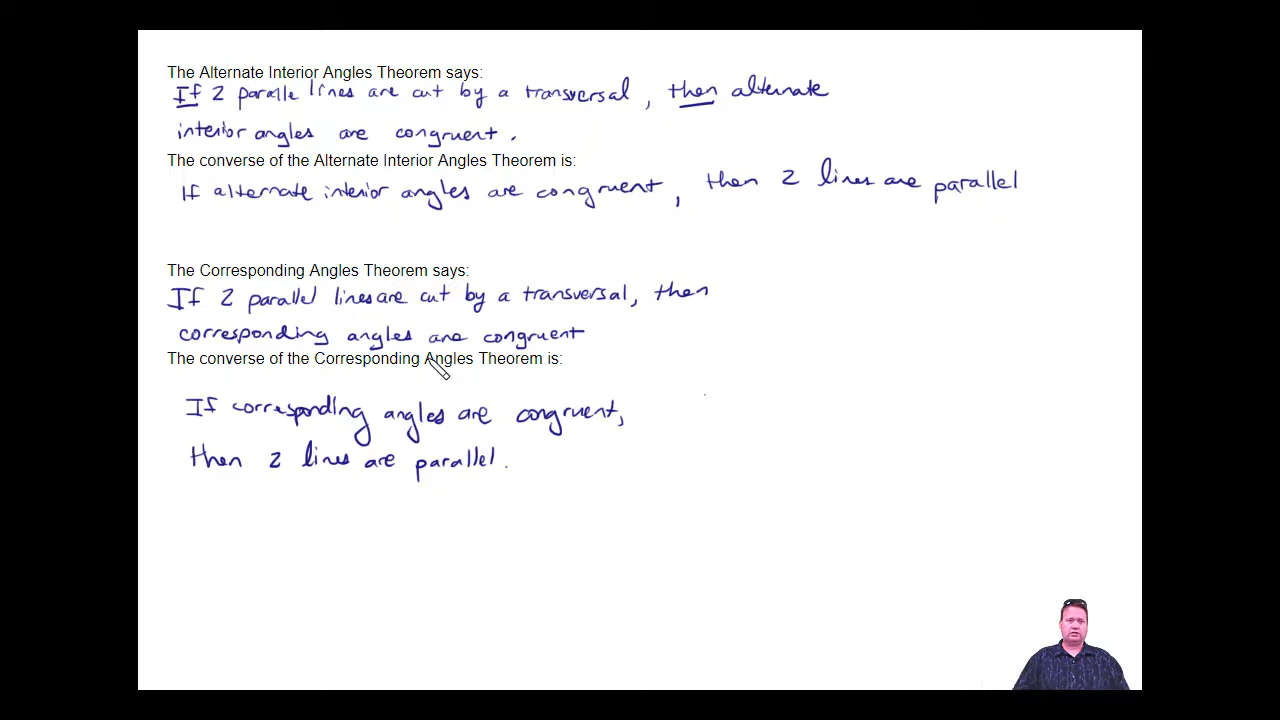 The Alternate Interior Angles Theorem says:
If 2 paralle lines are cut by a transversal, then alternate
interior angles are congruent.
The converse of the Alternate Interior Angles Theorem is:
If alternate interior angles are congruent, then 2 lines are parallel
The Corresponding Angles Theorem says:
If 2 parallel lines are cut by a transversal, then
corresponding angles are congruent
The converse of the Corresponding Angles Theorem is:
If corresponding angles are congruent,
then 2 lines are parallel.